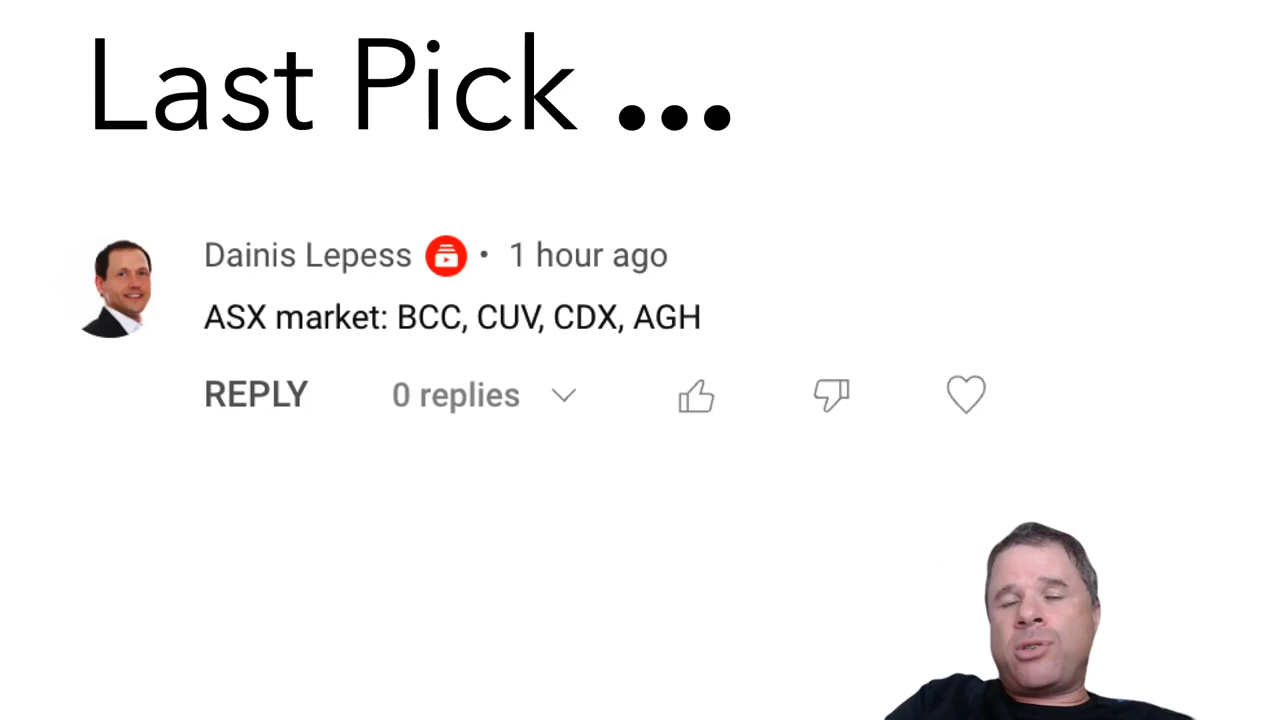 Last Pick ...
Dainis Lepess • 1 hour ago
ASX market: BCC, CUV, CDX, AGH
REPLY 0 replies